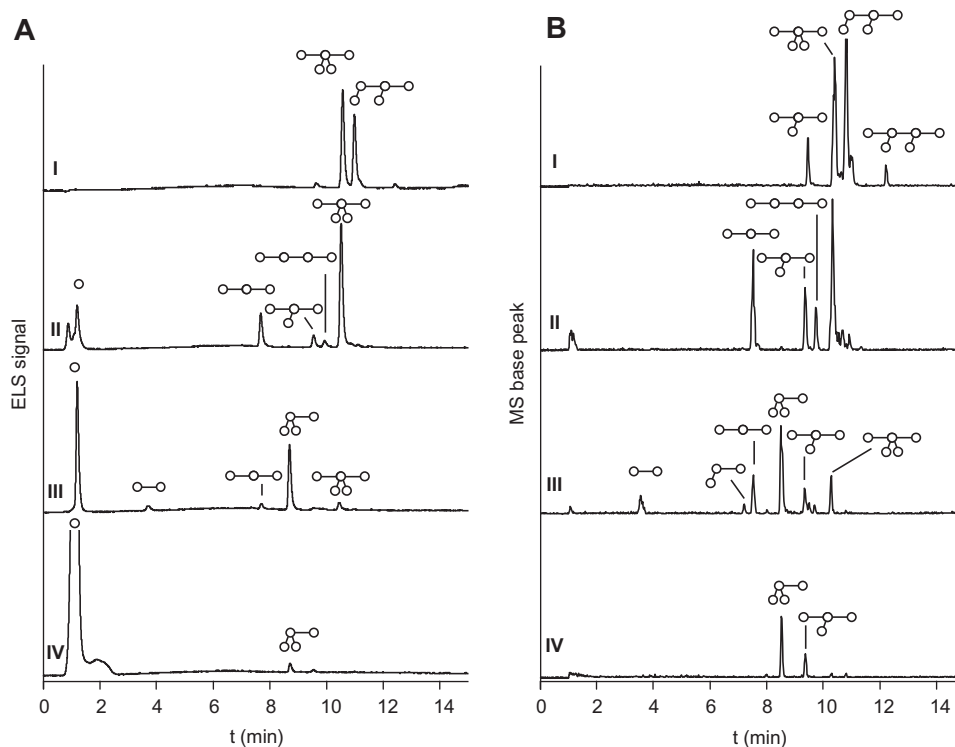 A
B
I
II
III
IV
ELS signal
0 2 4 6 8 10 12 14
t (min)
I
II
III
IV
MS base peak
0 2 4 6 8 10 12 14
t (min)